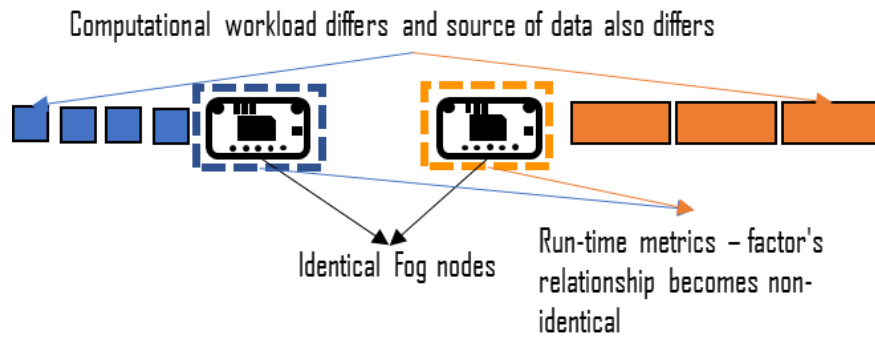 Computational workload differs and source of data also differs
Identical Fog nodes
Run-time metrics – factor's
relationship becomes non-
identical